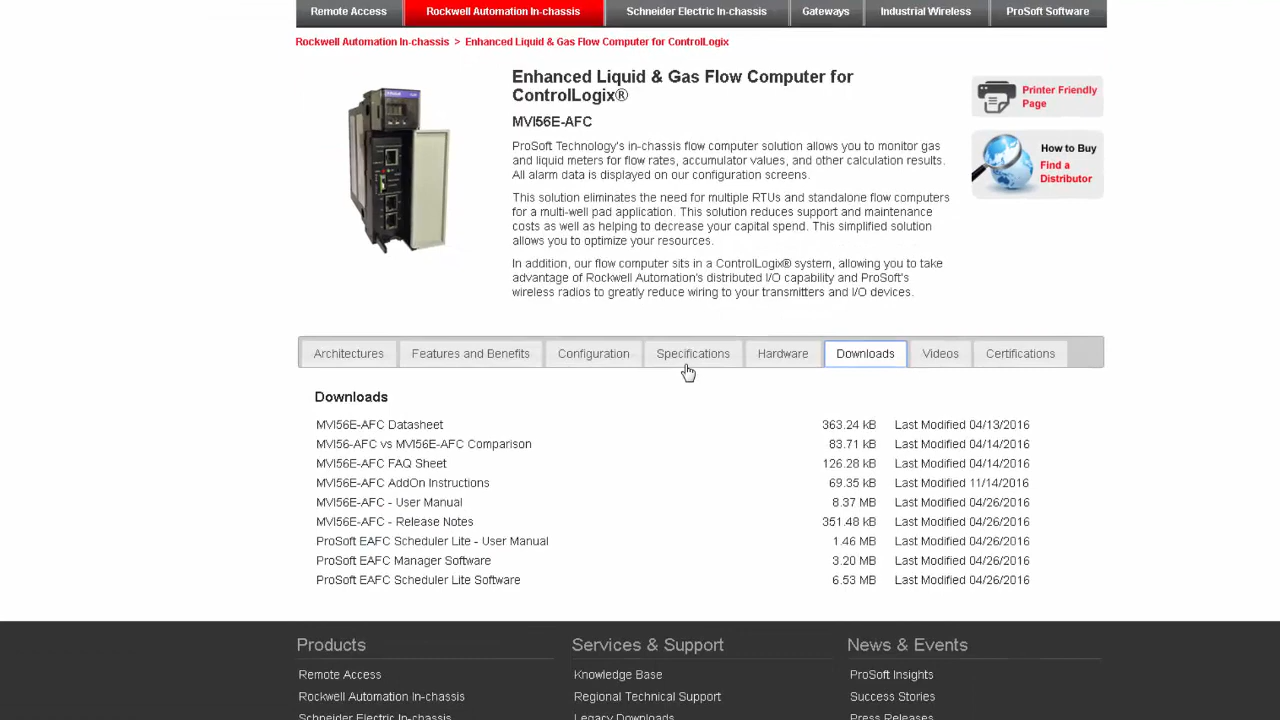 Remote Access
Rockwell Automation In-chassis
Schneider Electric In-chassis
Gateways
Industrial Wireless
ProSoft Software
Rockwell Automation In-chassis > Enhanced Liquid & Gas Flow Computer for ControlLogix
Enhanced Liquid & Gas Flow Computer for
ControlLogix®
MVI56E-AFC
ProSoft Technology's in-chassis flow computer solution allows you to monitor gas
and liquid meters for flow rates, accumulator values, and other calculation results.
All alarm data is displayed on our configuration screens.
This solution eliminates the need for multiple RTUs and standalone flow computers
for a multi-well pad application. This solution reduces support and maintenance
costs as well as helping to decrease your capital spend. This simplified solution
allows you to optimize your resources.
In addition, our flow computer sits in a ControlLogix® system, allowing you to take
advantage of Rockwell Automation's distributed I/O capability and ProSoft's
wireless radios to greatly reduce wiring to your transmitters and I/O devices.
Printer Friendly
Page
How to Buy
Find a
Distributor
Architectures
Features and Benefits
Configuration
Specifications
Hardware
Downloads
Videos
Certifications
Downloads
MVI56E-AFC Datasheet 363.24 kB Last Modified 04/13/2016
MVI56-AFC vs MVI56E-AFC Comparison 83.71 kB Last Modified 04/14/2016
MVI56E-AFC FAQ Sheet 126.28 kB Last Modified 04/14/2016
MVI56E-AFC AddOn Instructions 69.35 kB Last Modified 11/14/2016
MVI56E-AFC - User Manual 8.37 MB Last Modified 04/26/2016
MVI56E-AFC - Release Notes 351.48 kB Last Modified 04/26/2016
ProSoft EAFC Scheduler Lite - User Manual 1.46 MB Last Modified 04/26/2016
ProSoft EAFC Manager Software 3.20 MB Last Modified 04/26/2016
ProSoft EAFC Scheduler Lite Software 6.53 MB Last Modified 04/26/2016
Products
Remote Access
Rockwell Automation In-chassis
Schneider Electric In-chassis
Services & Support
Knowledge Base
Regional Technical Support
Legacy Downloads
News & Events
ProSoft Insights
Success Stories
Press Releases